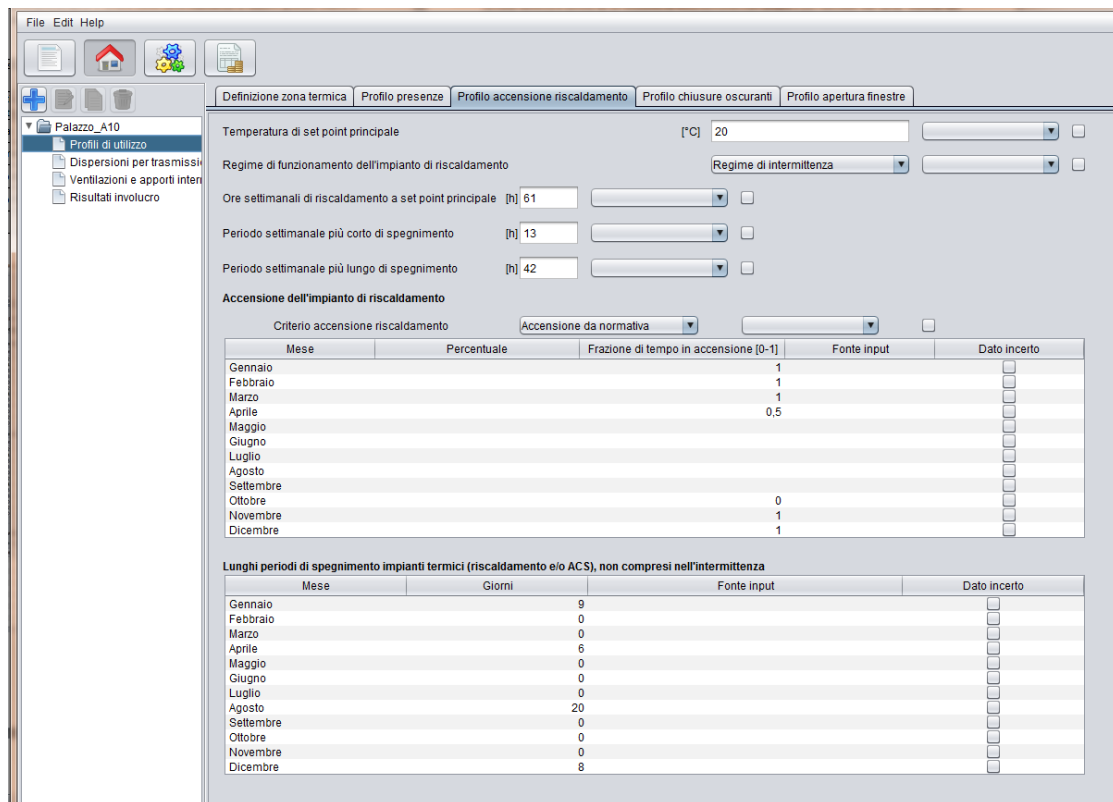 File Edit Help
Definizione zona termica Profilo presenze Profilo accensione riscaldamento Profilo chiusure oscuranti Profilo apertura finestre
Palazzo_A10
Profili di utilizzo
Dispersioni per trasmissi
Ventilazioni e apporti inter
Risultati involucro
Temperatura di set point principale [°C] 20
Regime di funzionamento dell'impianto di riscaldamento Regime di intermittenza
Ore settimanali di riscaldamento a set point principale [h] 61
Periodo settimanale più corto di spegnimento [h] 13
Periodo settimanale più lungo di spegnimento [h] 42
Accensione dell'impianto di riscaldamento
Criterio accensione riscaldamento Accensione da normativa
Mese Percentuale Frazione di tempo in accensione [0-1] Fonte input Dato incerto
Gennaio 1
Febbraio 1
Marzo 1
Aprile 0,5
Maggio
Giugno
Luglio
Agosto
Settembre
Ottobre 0
Novembre 1
Dicembre 1
Lunghi periodi di spegnimento impianti termici (riscaldamento e/o ACS), non compresi nell'intermittenza
Mese Giorni Fonte input Dato incerto
Gennaio 9
Febbraio 0
Marzo 0
Aprile 6
Maggio 0
Giugno 0
Luglio 0
Agosto 20
Settembre 0
Ottobre 0
Novembre 0
Dicembre 8